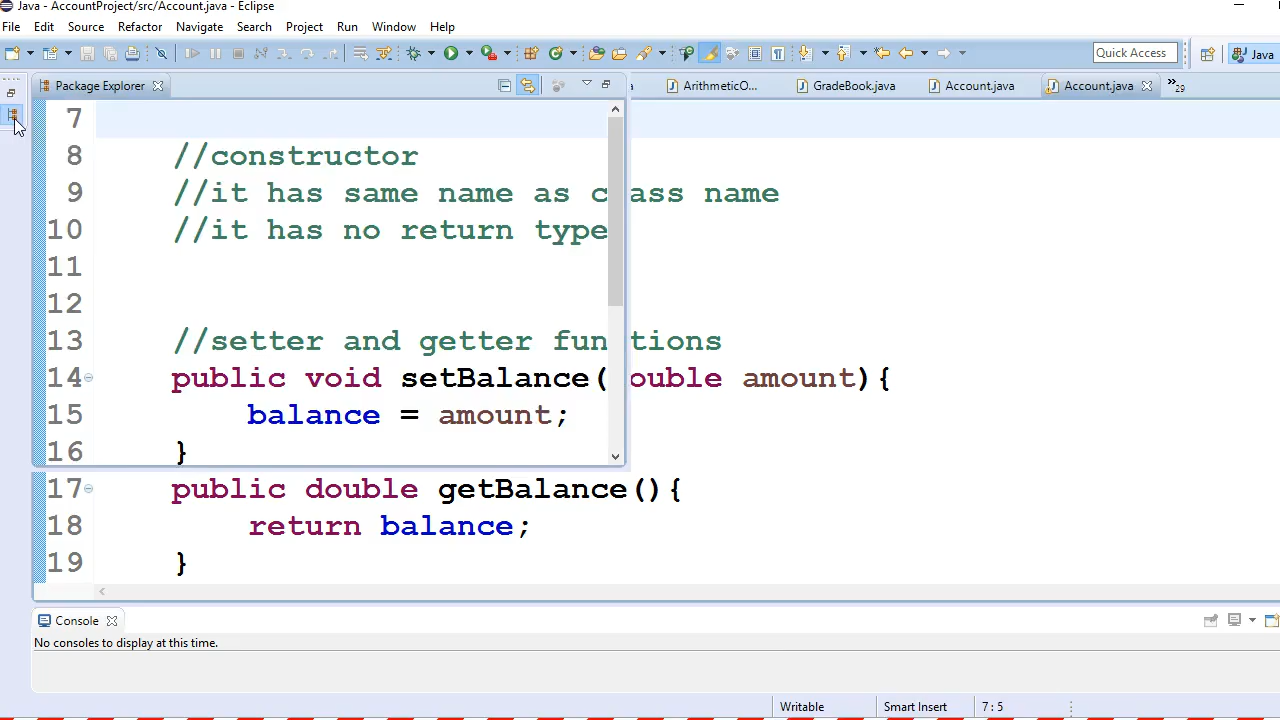 Java - AccountProject/src/Account.java - Eclipse
File Edit Source Refactor Navigate Search Project Run Window Help
Quick Access
Java
Package Explorer
ArithmeticO...
GradeBook.java
Account.java
Account.java
29
7
8 //constructor
9 //it has same name as class name
10 //it has no return type
11
12
13 //setter and getter functions
14 public void setBalance(double amount){
15 balance = amount;
16 }
17 public double getBalance(){
18 return balance;
19 }
Console
No consoles to display at this time.
Writable Smart Insert 7 : 5